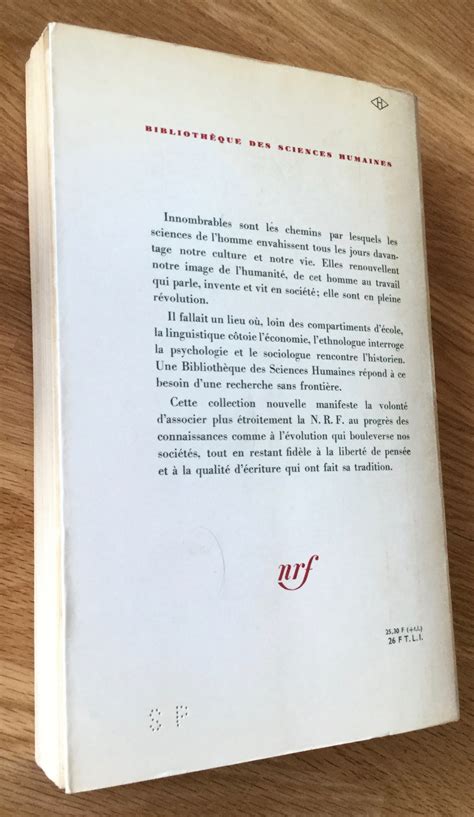 H
BIBLIOTHÈQUE DES SCIENCES HUMAINES
Innombrables sont les chemins par lesquels les
sciences de l'homme envahissent tous les jours davan-
tage notre culture et notre vie. Elles renouvellent
notre image de l'humanité, de cet homme au travail
qui parle, invente et vit en société; elle sont en pleine
révolution.
Il fallait un lieu où, loin des compartiments d'école,
la linguistique côtoie l'économie, l'ethnologue interroge
la psychologie et le sociologue rencontre l'historien.
Une Bibliothèque des Sciences Humaines répond à ce
besoin d'une recherche sans frontière.
Cette collection nouvelle manifeste la volonté
d'associer plus étroitement la N.R.F. au progrès des
connaissances comme à l'évolution qui bouleverse nos
sociétés, tout en restant fidèle à la liberté de pensée
et à la qualité d'écriture qui ont fait sa tradition.
nrf
25,30 F (+t.l.)
26 F T.L.I.
S P